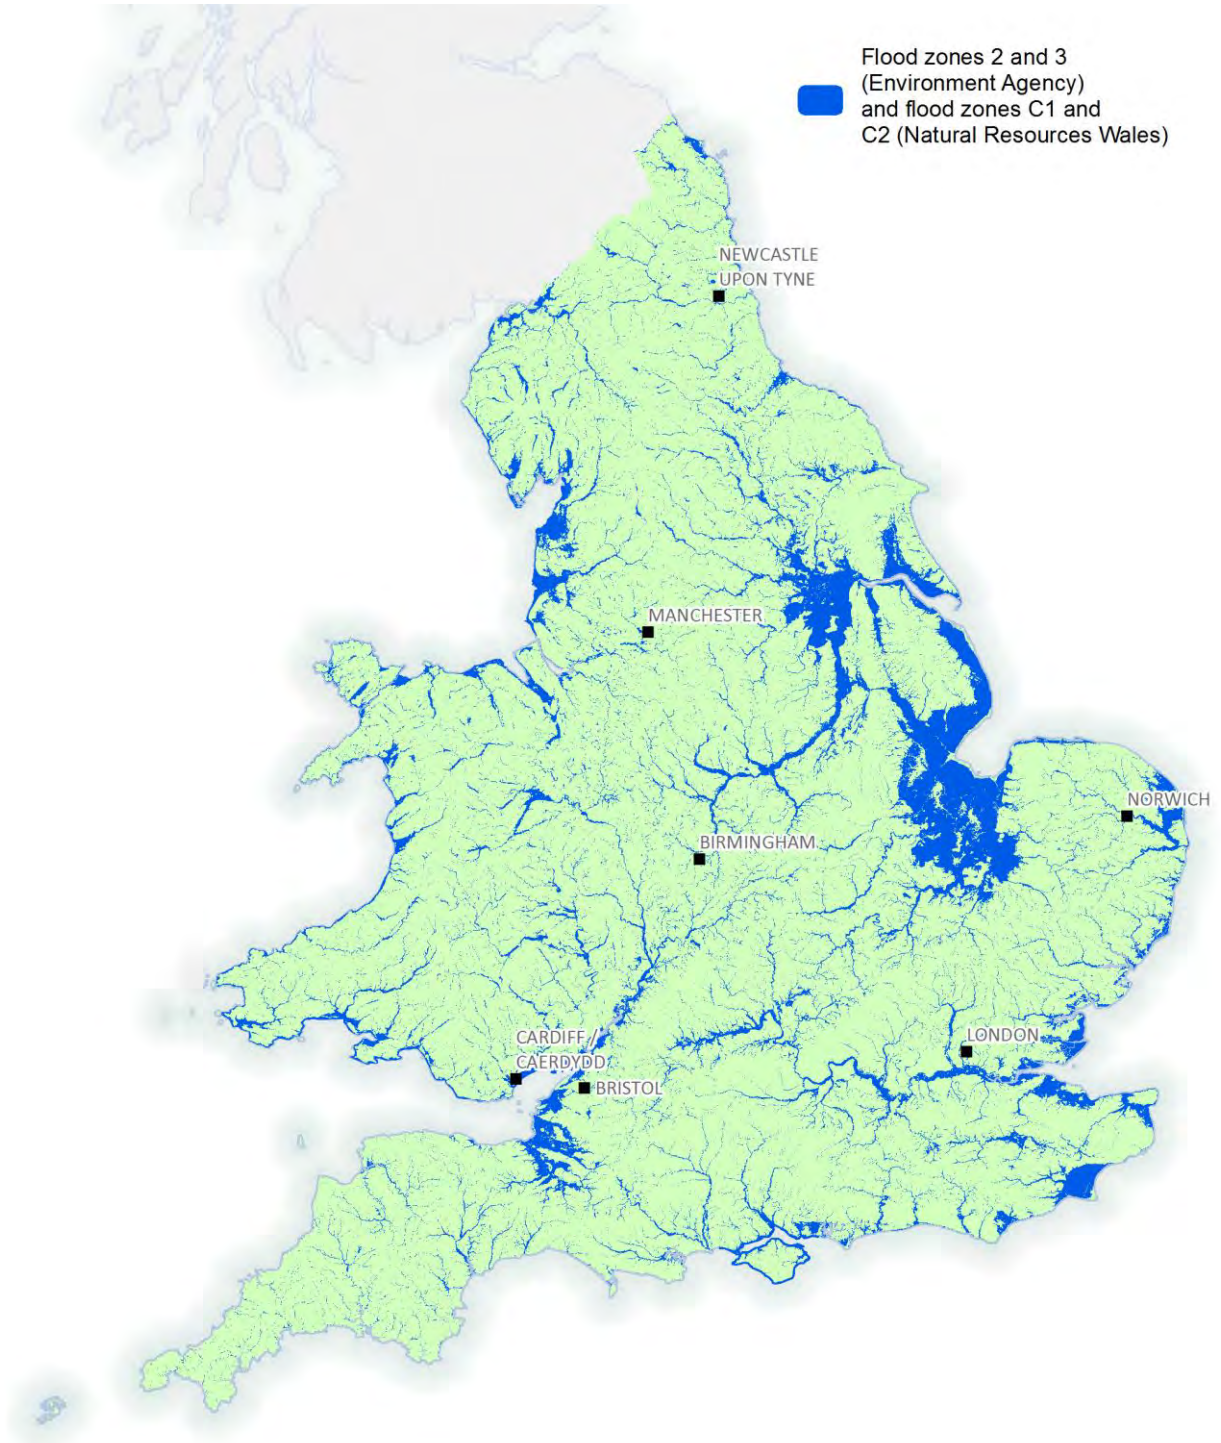 Flood zones 2 and 3
(Environment Agency)
and flood zones C1 and
C2 (Natural Resources Wales)
NEWCASTLE
UPON TYNE
MANCHESTER
NORWICH
BIRMINGHAM
CARDIFF /
CAERDYDD
LONDON
BRISTOL